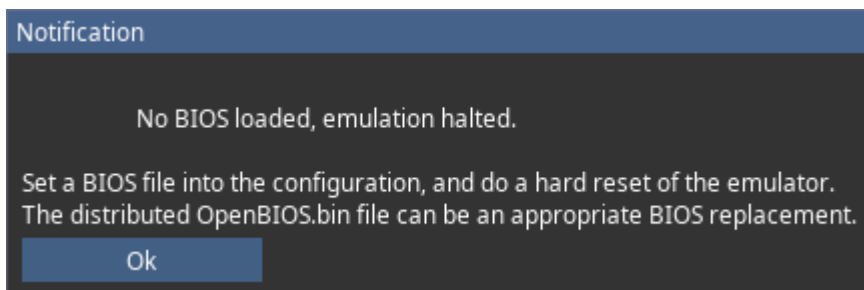 Notification
No BIOS loaded, emulation halted.
Set a BIOS file into the configuration, and do a hard reset of the emulator.
The distributed OpenBIOS.bin file can be an appropriate BIOS replacement.
Ok